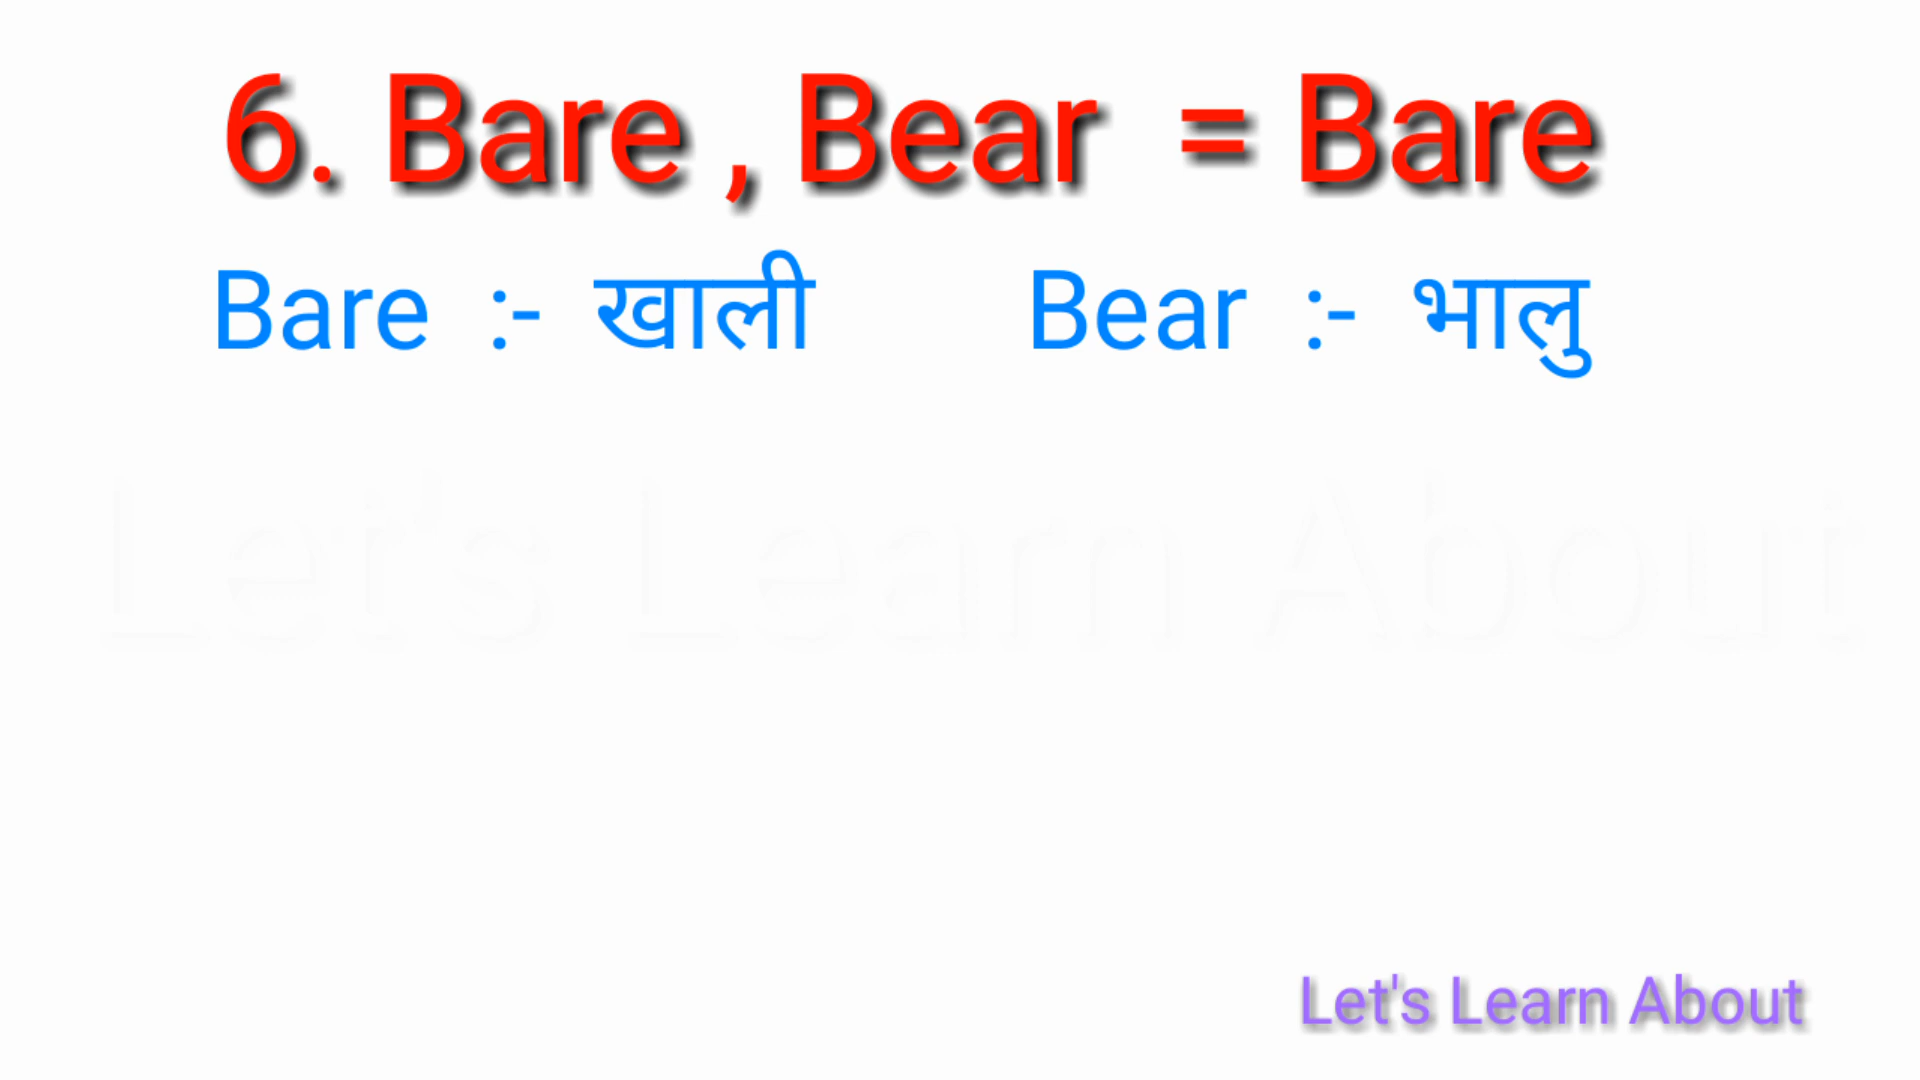 6. Bare , Bear = Bare
Bare :- खाली Bear :- भालु
Let's Learn About
Let's Learn About